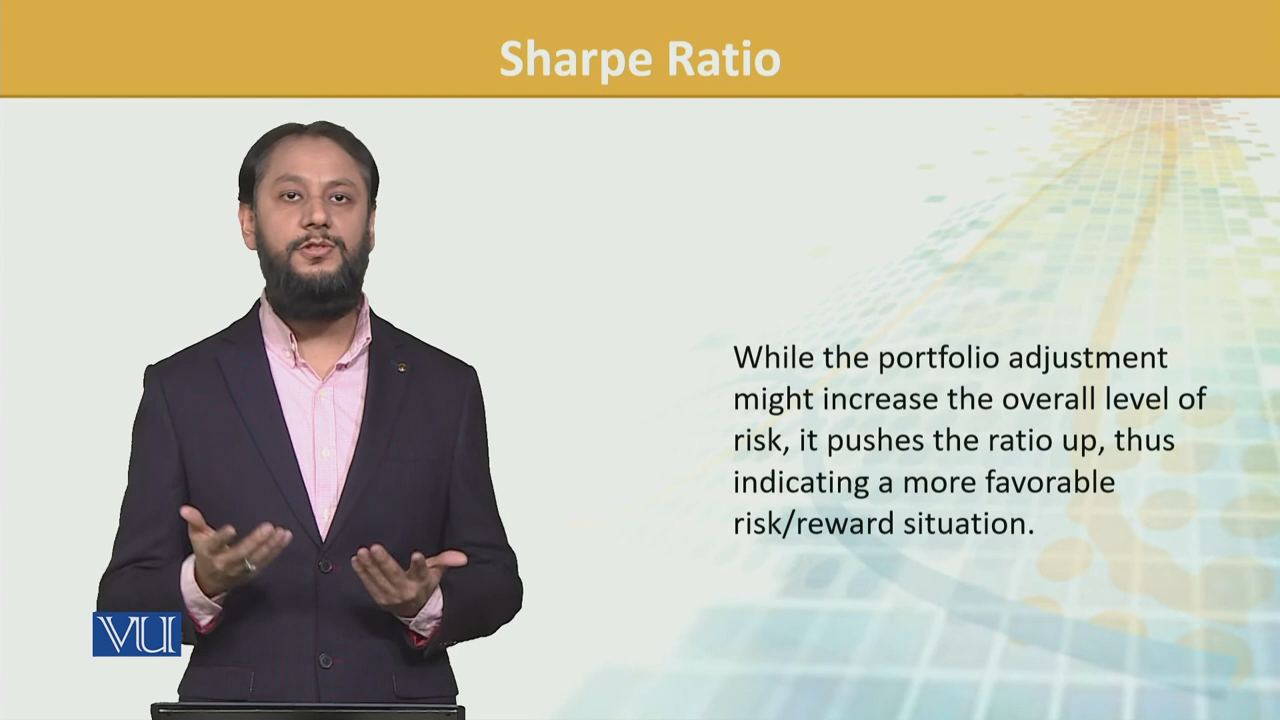 Sharpe Ratio
While the portfolio adjustment
might increase the overall level of
risk, it pushes the ratio up, thus
indicating a more favorable
risk/reward situation.
VU